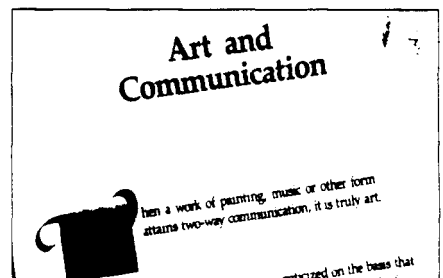 Art and
Communication
hen a work of painting, music or other form
attains two-way communication, it is truly art.
criticized on the basis that